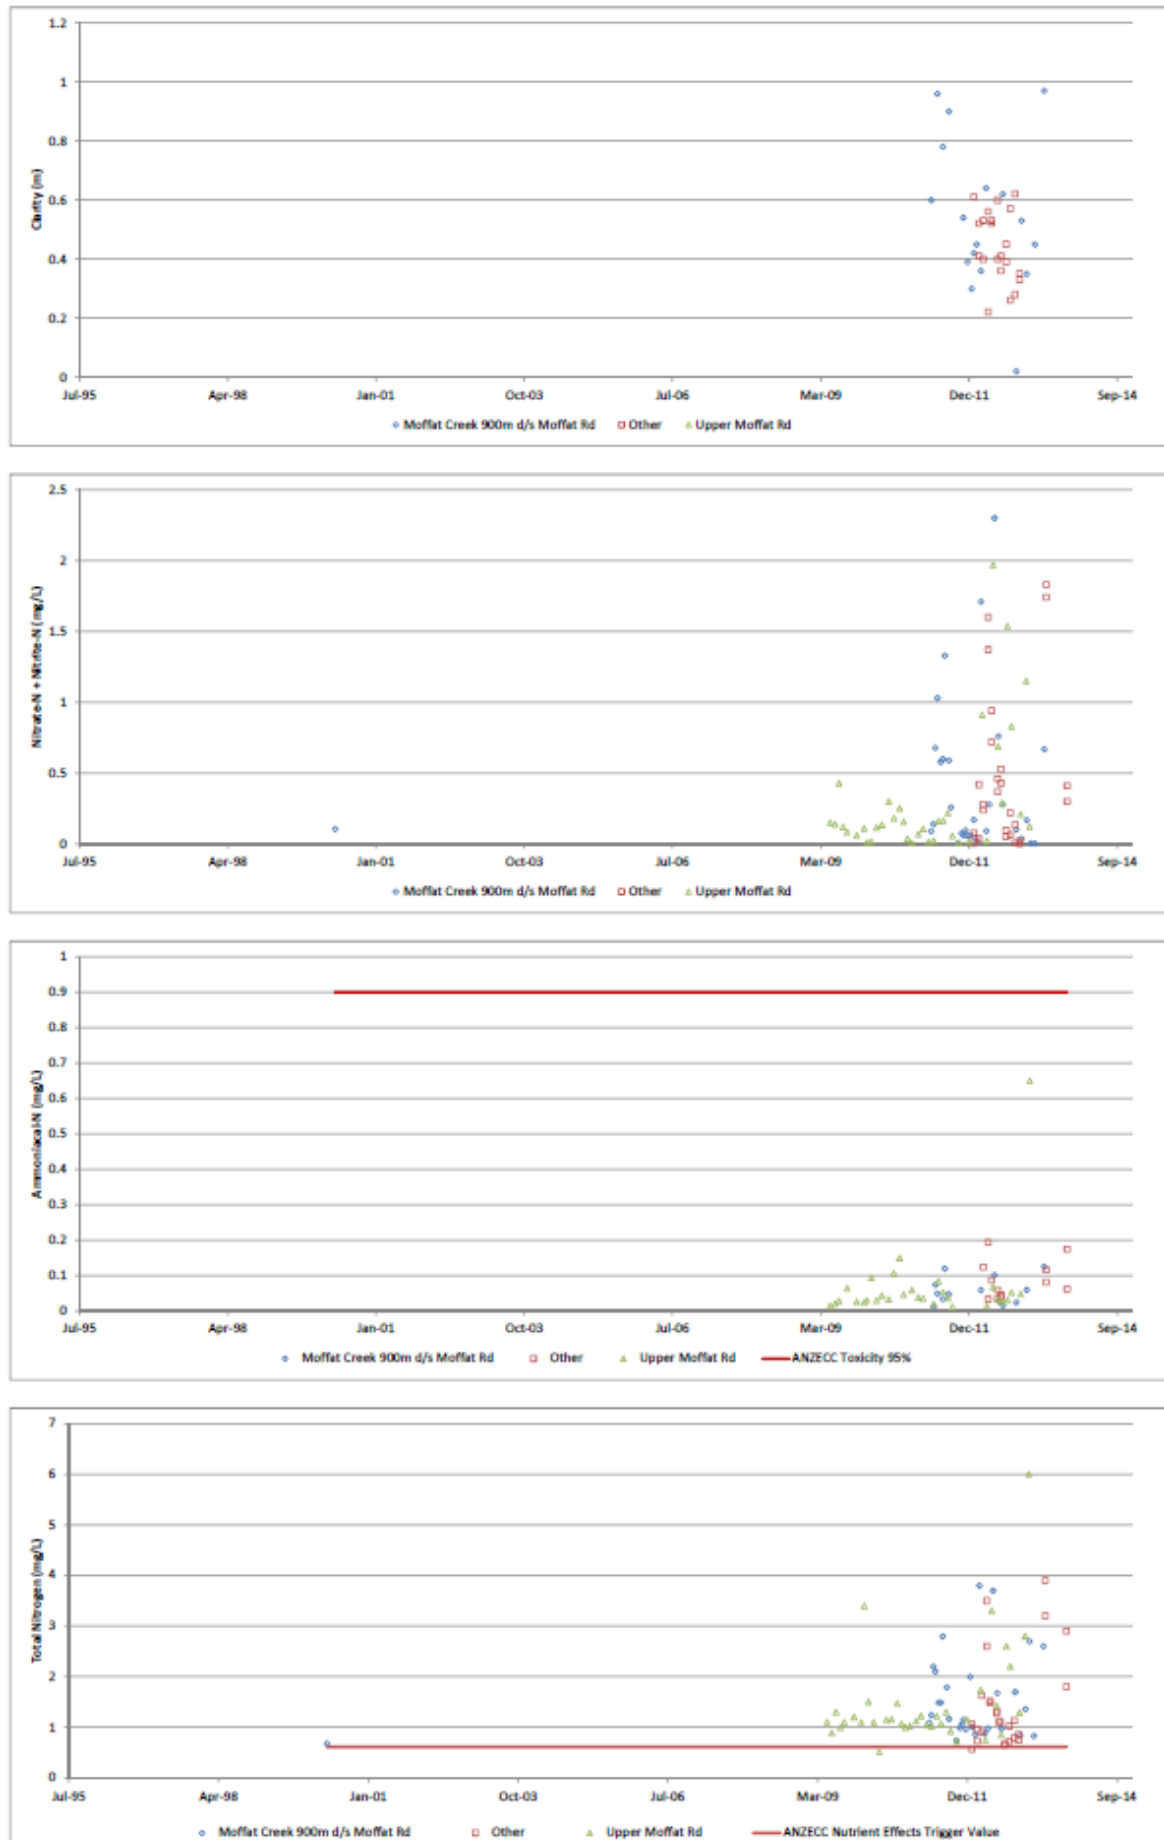 1.2
1
0.8
0.6
0.4
0.2
0
Clarity (m)
Jul-95 Apr-98 Jan-01 Oct-03 Jul-06 Mar-09 Dec-11 Sep-14
Moffat Creek 900m d/s Moffat Rd Other Upper Moffat Rd
2.5
2
1.5
1
0.5
0
Nitrate-N + Nitrite-N (mg/L)
Jul-95 Apr-98 Jan-01 Oct-03 Jul-06 Mar-09 Dec-11 Sep-14
Moffat Creek 900m d/s Moffat Rd Other Upper Moffat Rd
1
0.9
0.8
0.7
0.6
0.5
0.4
0.3
0.2
0.1
0
Ammoniacal-N (mg/L)
Jul-95 Apr-98 Jan-01 Oct-03 Jul-06 Mar-09 Dec-11 Sep-14
Moffat Creek 900m d/s Moffat Rd Other Upper Moffat Rd ANZECC Toxicity 95%
7
6
5
4
3
2
1
0
Total Nitrogen (mg/L)
Jul-95 Apr-98 Jan-01 Oct-03 Jul-06 Mar-09 Dec-11 Sep-14
Moffat Creek 900m d/s Moffat Rd Other Upper Moffat Rd ANZECC Nutrient Effects Trigger Value